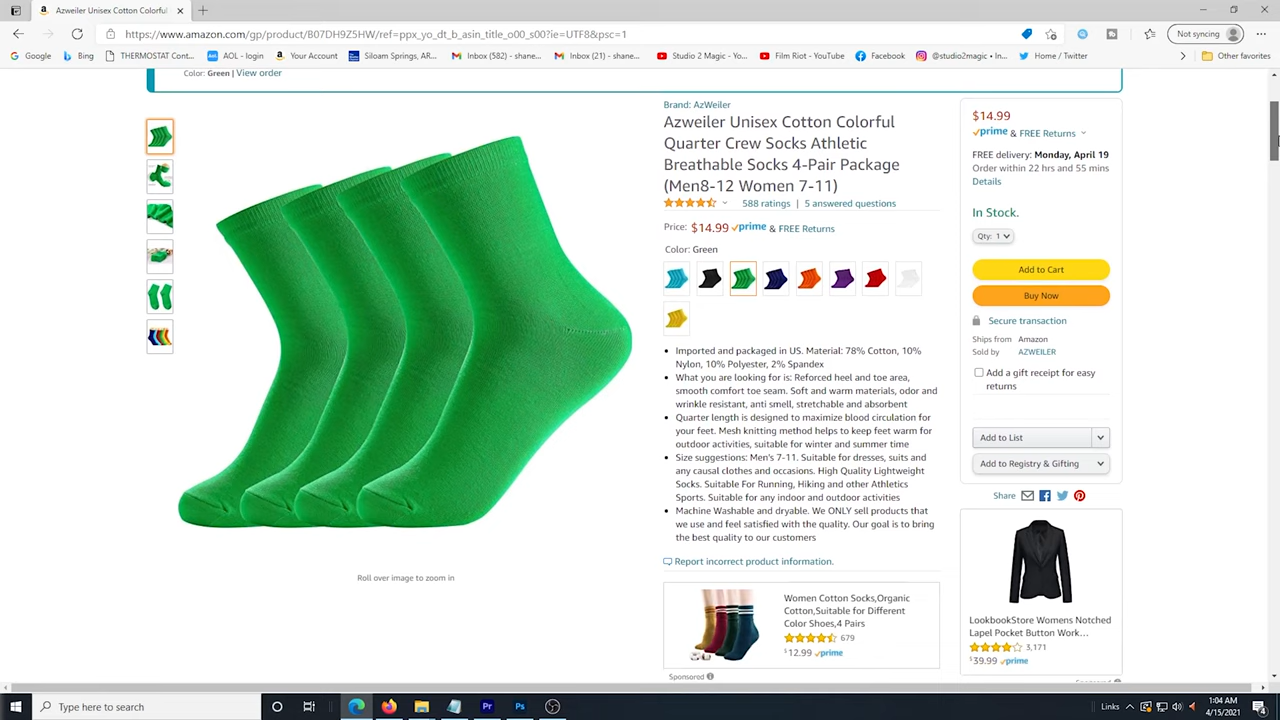 Azweiler Unisex Cotton Colorful
https://www.amazon.com/gp/product/B07DH9Z5HW/ref=ppx_yo_dt_b_asin_title_o00_s00?ie=UTF8&psc=1
Not syncing
Google Bing THERMOSTAT Cont... AOL - login Your Account Siloam Springs, AR... Inbox (582) - shane... Inbox (21) - shane... Studio 2 Magic - Yo... Film Riot - YouTube Facebook @studio2magic • In... Home / Twitter Other favorites
Color: Green | View order
Brand: AzWeiler
Azweiler Unisex Cotton Colorful
Quarter Crew Socks Athletic
Breathable Socks 4-Pair Package
(Men8-12 Women 7-11)
588 ratings | 5 answered questions
Price: $14.99 prime & FREE Returns
Color: Green
Imported and packaged in US. Material: 78% Cotton, 10%
Nylon, 10% Polyester, 2% Spandex
What you are looking for is: Reforced heel and toe area,
smooth comfort toe seam. Soft and warm materials, odor and
wrinkle resistant, anti smell, stretchable and absorbent
Quarter length is designed to maximize blood circulation for
your feet. Mesh knitting method helps to keep feet warm for
outdoor activities, suitable for winter and summer time
Size suggestions: Men's 7-11. Suitable for dresses, suits and
any causal clothes and occasions. High Quality Lightweight
Socks. Suitable For Running, Hiking and other Athletics
Sports. Suitable for any indoor and outdoor activities
Machine Washable and dryable. We ONLY sell products that
we use and feel satisfied with the quality. Our goal is to bring
the best quality to our customers
Report incorrect product information.
Roll over image to zoom in
Women Cotton Socks,Organic
Cotton,Suitable for Different
Color Shoes,4 Pairs
679
$12.99 prime
Sponsored
$14.99
prime & FREE Returns
FREE delivery: Monday, April 19
Order within 22 hrs and 55 mins
Details
In Stock.
Qty: 1
Add to Cart
Buy Now
Secure transaction
Ships from Amazon
Sold by AZWEILER
Add a gift receipt for easy
returns
Add to List
Add to Registry & Gifting
Share
LookbookStore Womens Notched
Lapel Pocket Button Work...
3,171
$39.99 prime
Type here to search
Pr
Ps
Links
1:04 AM
4/15/2021
4